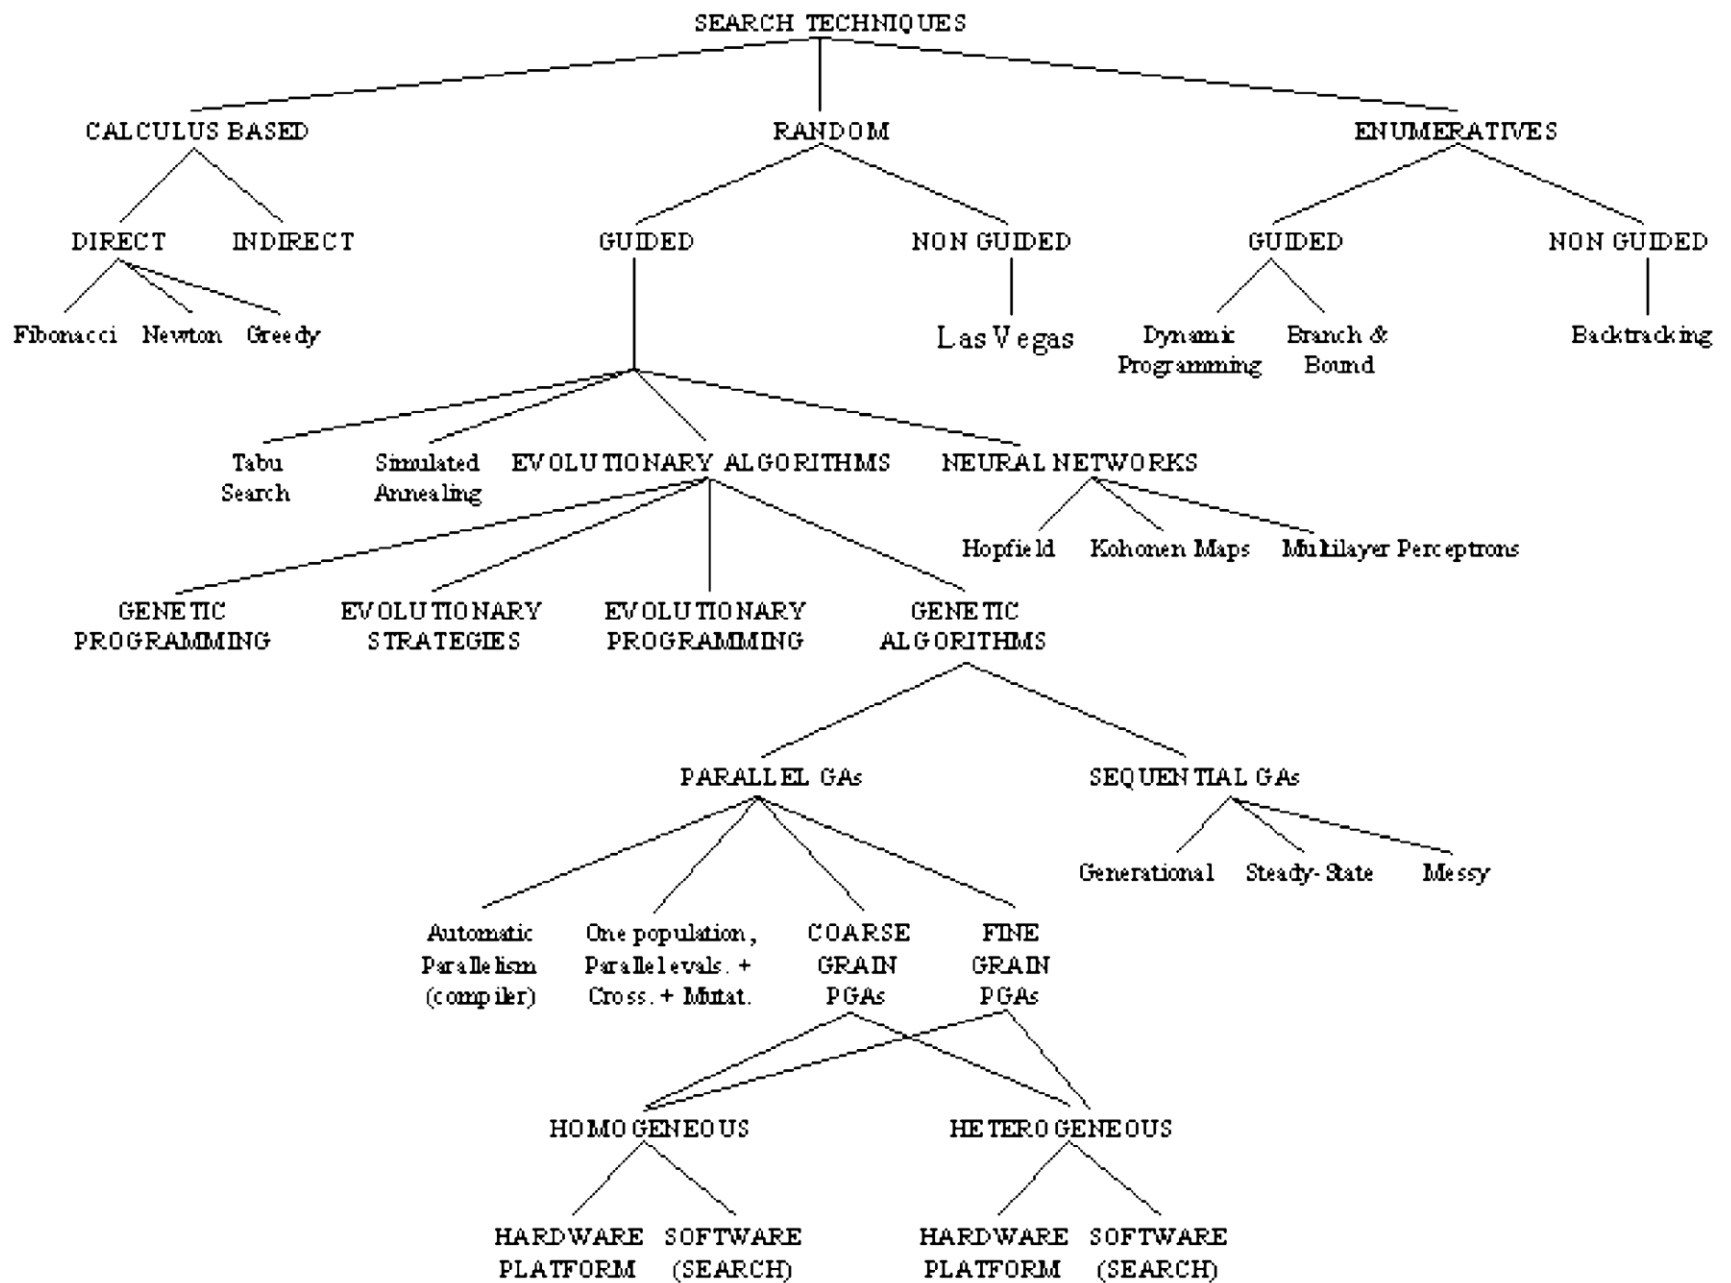 SEARCH TECHNIQUES
CALCULUS BASED
RANDOM
ENUMERATIVES
DIRECT
INDIRECT
GUIDED
NON GUIDED
GUIDED
NON GUIDED
Fibonacci
Newton
Greedy
Las Vegas
Dynamic
Programming
Branch &
Bound
Backtracking
Tabu
Search
Simulated
Annealing
EVOLUTIONARY ALGORITHMS
NEURAL NETWORKS
Hopfield
Kohonen Maps
Multilayer Perceptrons
GENETIC
PROGRAMMING
EVOLUTIONARY
STRATEGIES
EVOLUTIONARY
PROGRAMMING
GENETIC
ALGORITHMS
PARALLEL GAs
SEQUENTIAL GAs
Generational
Steady-State
Messy
Automatic
Parallelism
(compiler)
One population,
Parallel evals. +
Cross. + Mutat.
COARSE
GRAIN
PGAs
FINE
GRAIN
PGAs
HOMOGENEOUS
HETEROGENEOUS
HARDWARE
PLATFORM
SOFTWARE
(SEARCH)
HARDWARE
PLATFORM
SOFTWARE
(SEARCH)